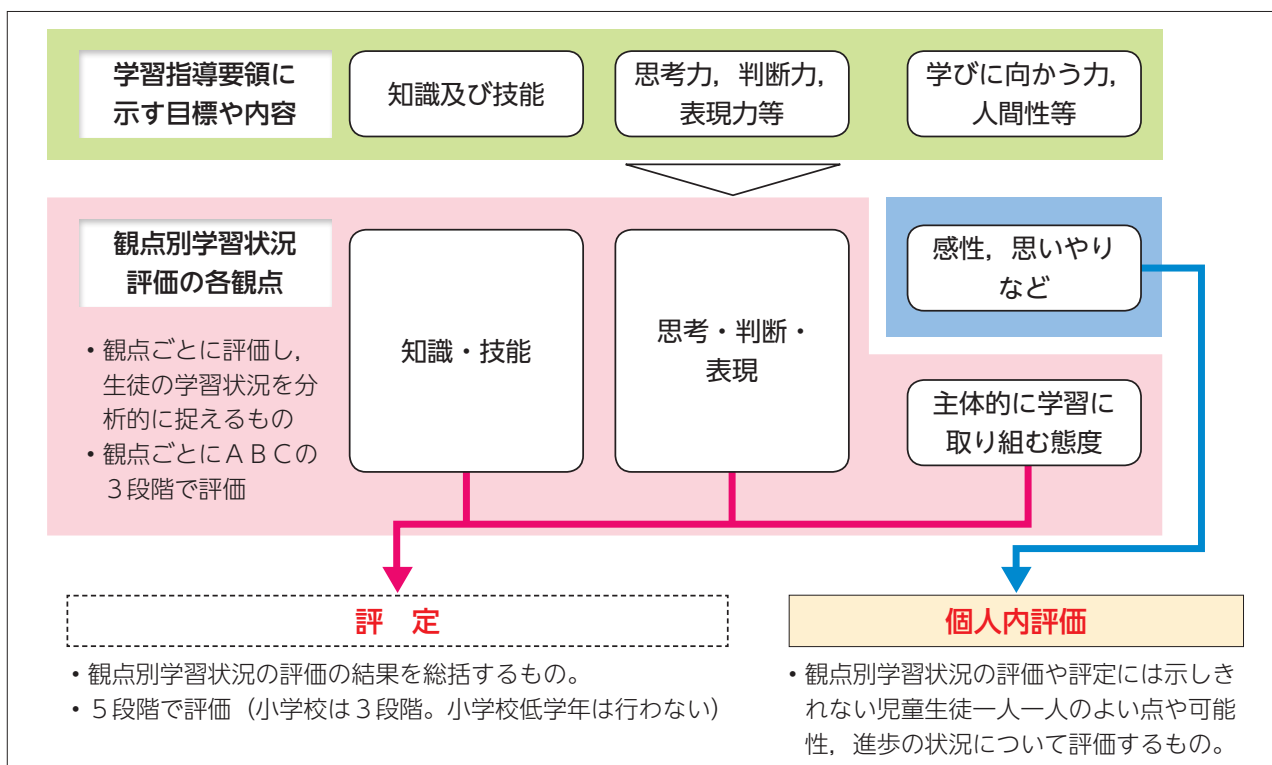 学習指導要領に
示す目標や内容
知識及び技能
思考力，判断力，
表現力等
学びに向かう力，
人間性等
観点別学習状況
評価の各観点
・観点ごとに評価し，
生徒の学習状況を分
析的に捉えるもの
・観点ごとにＡＢＣの
３段階で評価
知識・技能
思考・判断・
表現
感性，思いやり
など
主体的に学習に
取り組む態度
評　定
・観点別学習状況の評価の結果を総括するもの。
・５段階で評価（小学校は３段階。小学校低学年は行わない）
個人内評価
・観点別学習状況の評価や評定には示しき
れない児童生徒一人一人のよい点や可能
性，進歩の状況について評価するもの。